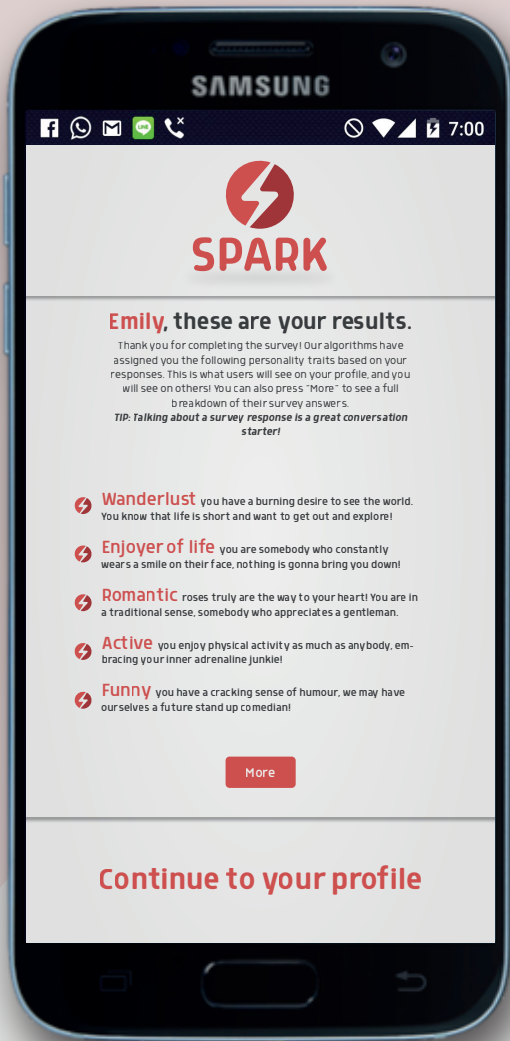 SAMSUNG
LINE
7:00
SPARK
Emily, these are your results.
Thank you for completing the survey! Our algorithms have
assigned you the following personality traits based on your
responses. This is what users will see on your profile, and you
will see on others! You can also press "More" to see a full
breakdown of their survey answers.
TIP: Talking about a survey response is a great conversation
starter!
Wanderlust you have a burning desire to see the world.
You know that life is short and want to get out and explore!
Enjoyer of life you are somebody who constantly
wears a smile on their face, nothing is gonna bring you down!
Romantic roses truly are the way to your heart! You are in
a traditional sense, somebody who appreciates a gentleman.
Active you enjoy physical activity as much as anybody, em-
bracing your inner adrenaline junkie!
Funny you have a cracking sense of humour, we may have
ourselves a future stand up comedian!
More
Continue to your profile